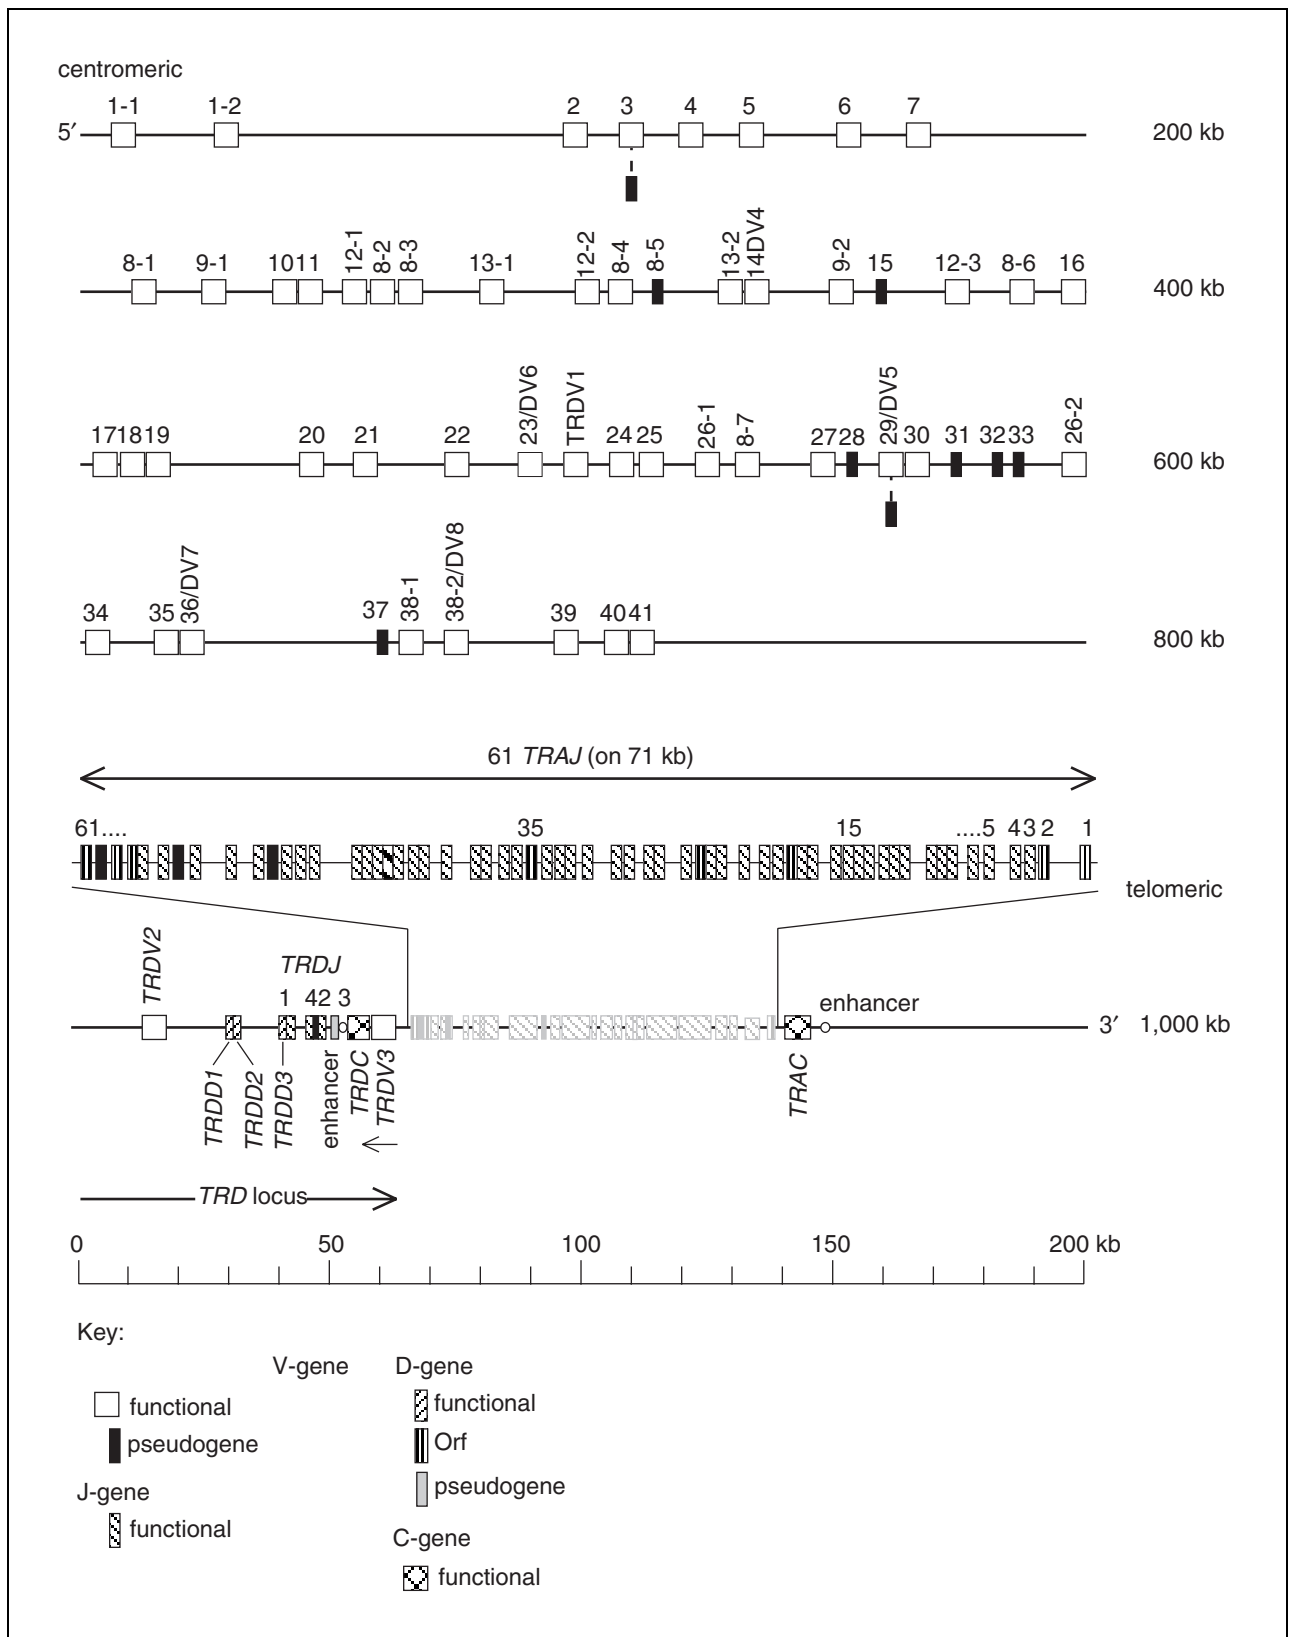 centromeric
1-1 1-2 2 3 4 5 6 7
5′ 200 kb
8-1 9-1 10 11 12-1 8-2 8-3 13-1 12-2 8-4 8-5 13-2 14DV4 9-2 15 12-3 8-6 16
400 kb
17 18 19 20 21 22 23/DV6 TRDV1 24 25 26-1 8-7 27 28 29/DV5 30 31 32 33 26-2
600 kb
34 35 36/DV7 37 38-1 38-2/DV8 39 40 41
800 kb
61 TRAJ (on 71 kb)
61.... 35 15 ....5 4 3 2 1
telomeric
TRDV2 TRDJ
1 4 2 3 enhancer
3′ 1,000 kb
TRDD1 TRDD2 TRDD3 enhancer TRDC TRDV3 TRAC
TRD locus
0 50 100 150 200 kb
Key:
V-gene D-gene
functional functional
pseudogene Orf
pseudogene
J-gene
functional
C-gene
functional